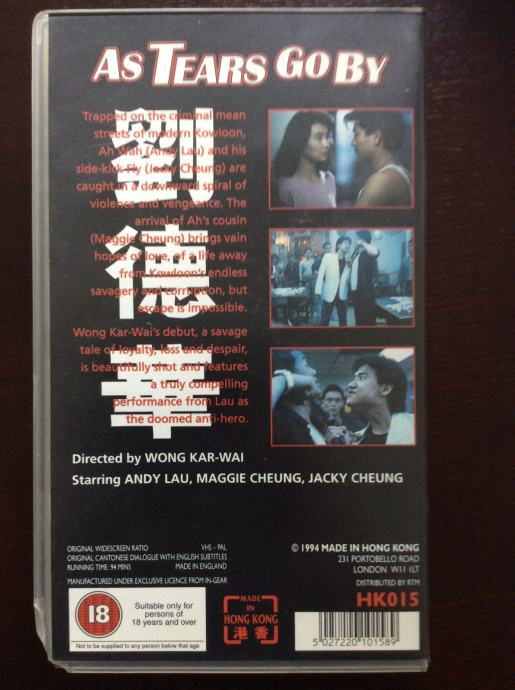 AS TEARS GO BY
劉德華
Trapped on the criminal mean
streets of modern Kowloon,
Ah Wah (Andy Lau) and his
side-kick Fly (Jacky Cheung) are
caught in a downward spiral of
violence and vengeance. The
arrival of Ah's cousin
(Maggie Cheung) brings vain
hopes of love, of a life away
from Kowloon's endless
savagery and corruption, but
escape is impossible.
Wong Kar-Wai's debut, a savage
tale of loyalty, loss and despair,
is beautifully shot and features
a truly compelling
performance from Lau as
the doomed anti-hero.
Directed by WONG KAR-WAI
Starring ANDY LAU, MAGGIE CHEUNG, JACKY CHEUNG
ORIGINAL WIDESCREEN RATIO VHS - PAL
ORIGINAL CANTONESE DIALOGUE WITH ENGLISH SUBTITLES
RUNNING TIME: 94 MINS MADE IN ENGLAND
MANUFACTURED UNDER EXCLUSIVE LICENCE FROM IN-GEAR
© 1994 MADE IN HONG KONG
231 PORTOBELLO ROAD
LONDON W11 1LT
DISTRIBUTED BY RTM
HK015
18
Suitable only for
persons of
18 years and over
Not to be supplied to any person below that age
MADE
IN
HONG KONG
港香
5 027220 101589